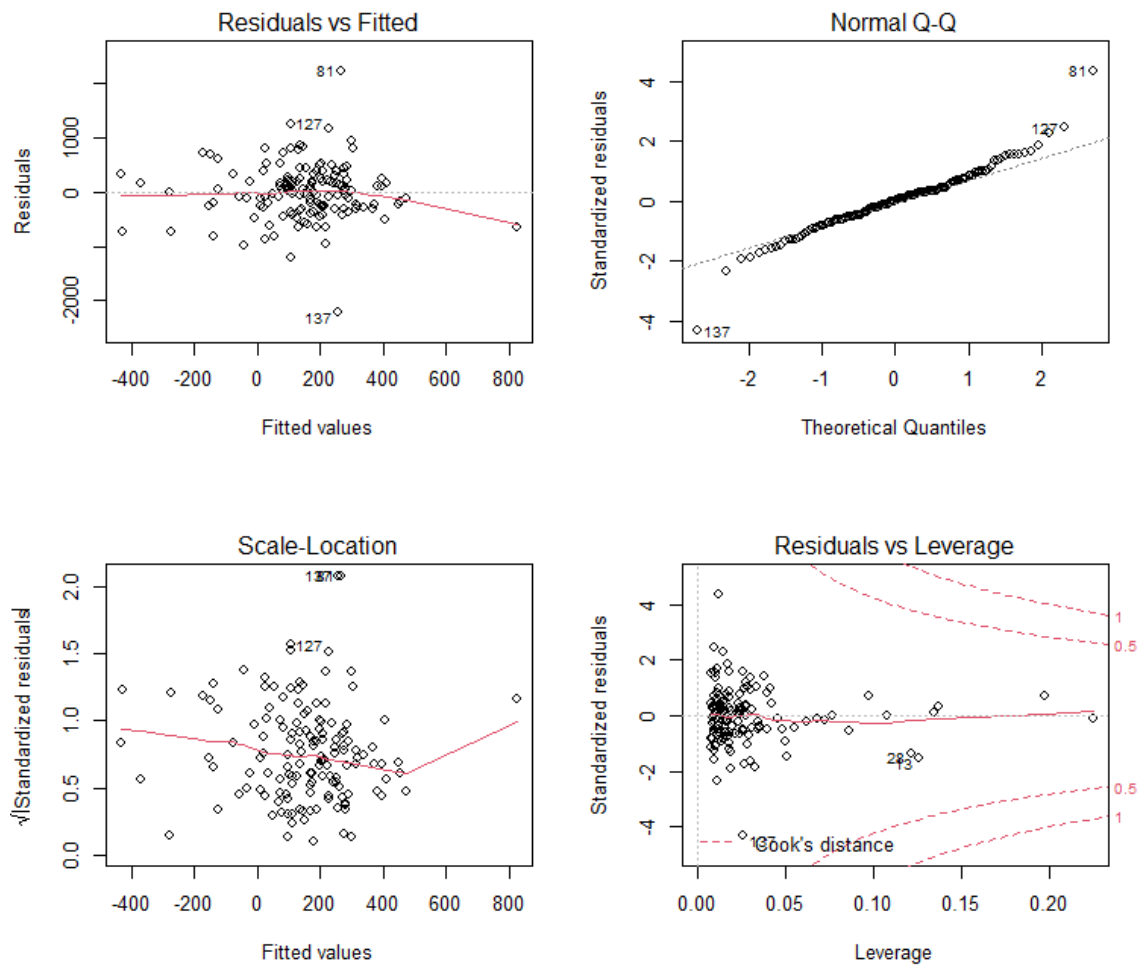 Residuals vs Fitted
Residuals
1000
0
-2000
81
127
137
-400 -200 0 200 400 600 800
Fitted values
Normal Q-Q
Standardized residuals
4
2
0
-2
-4
81
127
137
-2 -1 0 1 2
Theoretical Quantiles
Scale-Location
√|Standardized residuals|
2.0
1.5
1.0
0.5
0.0
127
-400 -200 0 200 400 600 800
Fitted values
Residuals vs Leverage
Standardized residuals
4
2
0
-2
-4
1
0.5
0.5
1
13
Cook's distance
0.00 0.05 0.10 0.15 0.20
Leverage